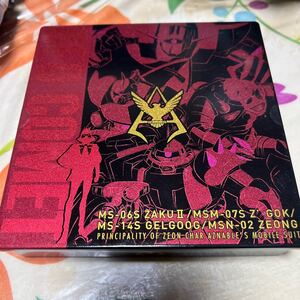 MS-06S ZAKU II/MSM-07S Z' GOK/
MS-14S GELGOOG/MSN-02 ZEONG
PRINCIPALITY OF ZEON CHAR AZNABLE'S MOBILE SUIT